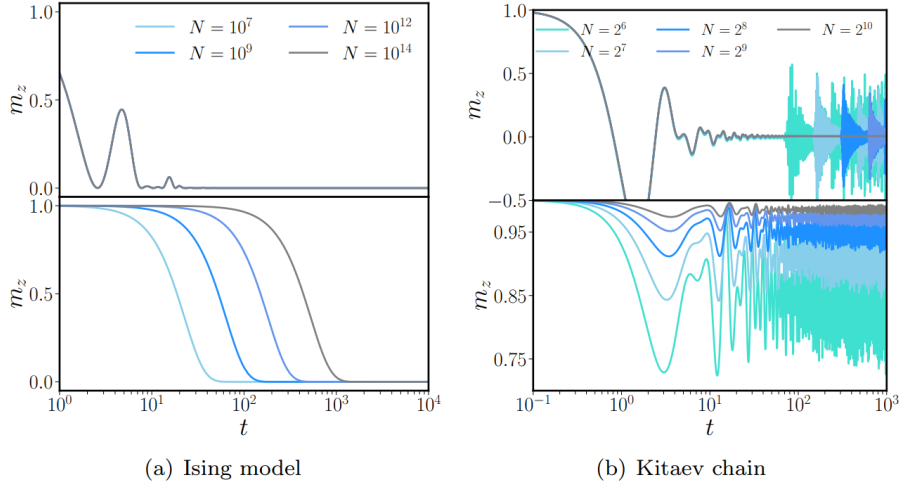 N = 10^7 N = 10^12
N = 10^9 N = 10^14
m_z
1.0
0.5
0.0
m_z
1.0
0.5
0.0
10^0 10^1 10^2 10^3 10^4
t
(a) Ising model
N = 2^6 N = 2^8 N = 2^10
N = 2^7 N = 2^9
m_z
1.0
0.5
0.0
−0.5
m_z
0.95
0.85
0.75
10^−1 10^0 10^1 10^2 10^3
t
(b) Kitaev chain